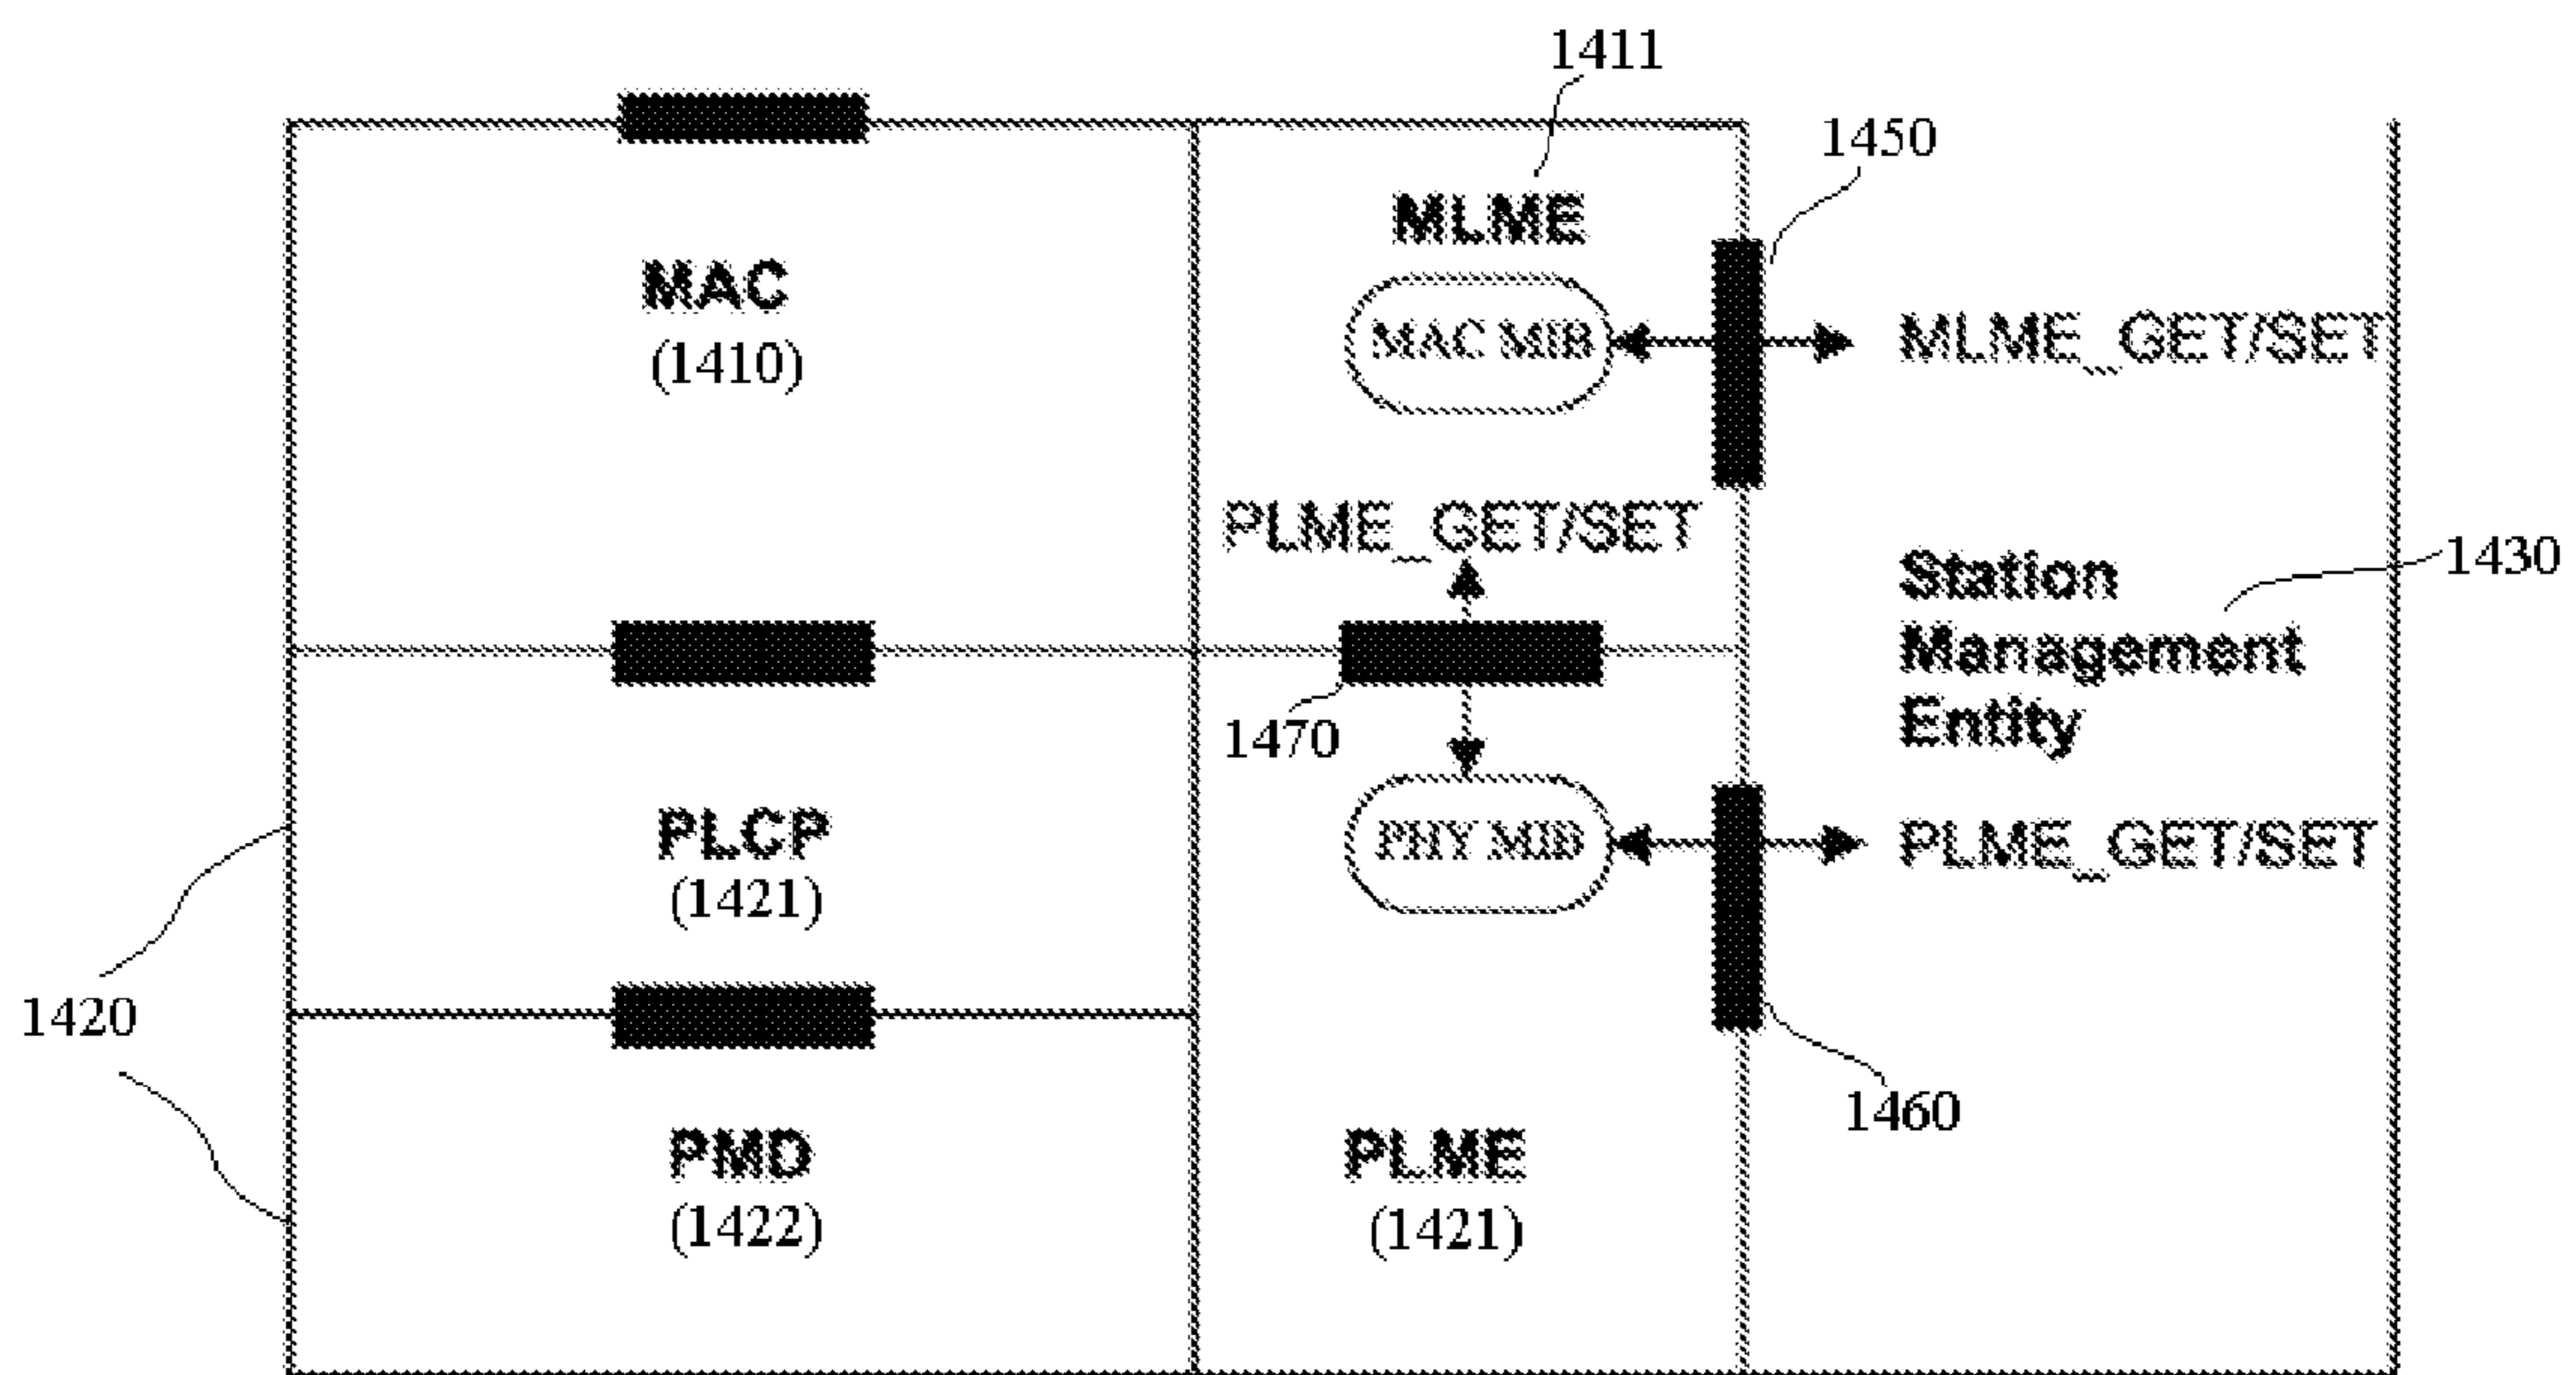 1411
1450
MLME
MAC
(1410)
MAC MIB
MLME_GET/SET
PLME_GET/SET
Station
Management
Entity
1430
1470
PLCP
(1421)
PHY MIB
PLME_GET/SET
1420
1460
PMD
(1422)
PLME
(1421)